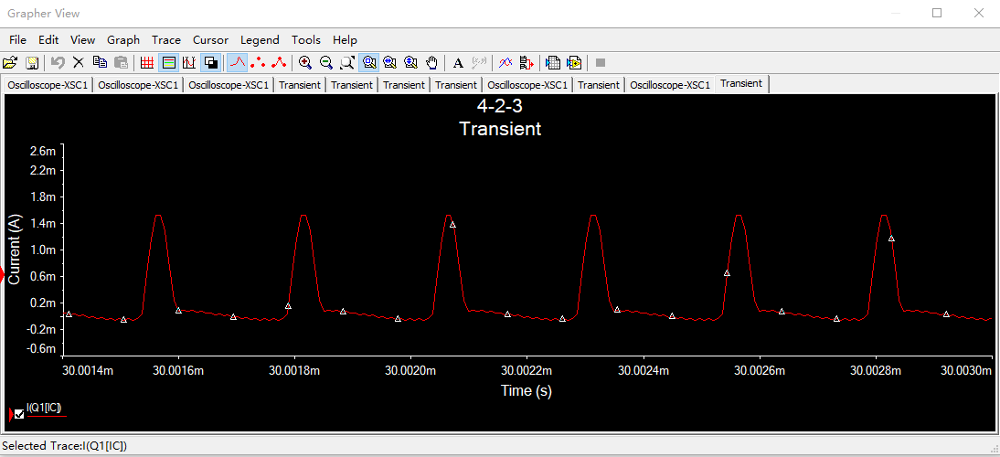 Grapher View
File Edit View Graph Trace Cursor Legend Tools Help
A (x,y)
Oscilloscope-XSC1 Oscilloscope-XSC1 Oscilloscope-XSC1 Transient Transient Transient Transient Oscilloscope-XSC1 Transient Oscilloscope-XSC1 Transient
4-2-3
Transient
Current (A)
2.6m
2.2m
1.8m
1.4m
1.0m
0.6m
0.2m
-0.2m
-0.6m
30.0014m 30.0016m 30.0018m 30.0020m 30.0022m 30.0024m 30.0026m 30.0028m 30.0030m
Time (s)
I(Q1[IC])
Selected Trace:I(Q1[IC])